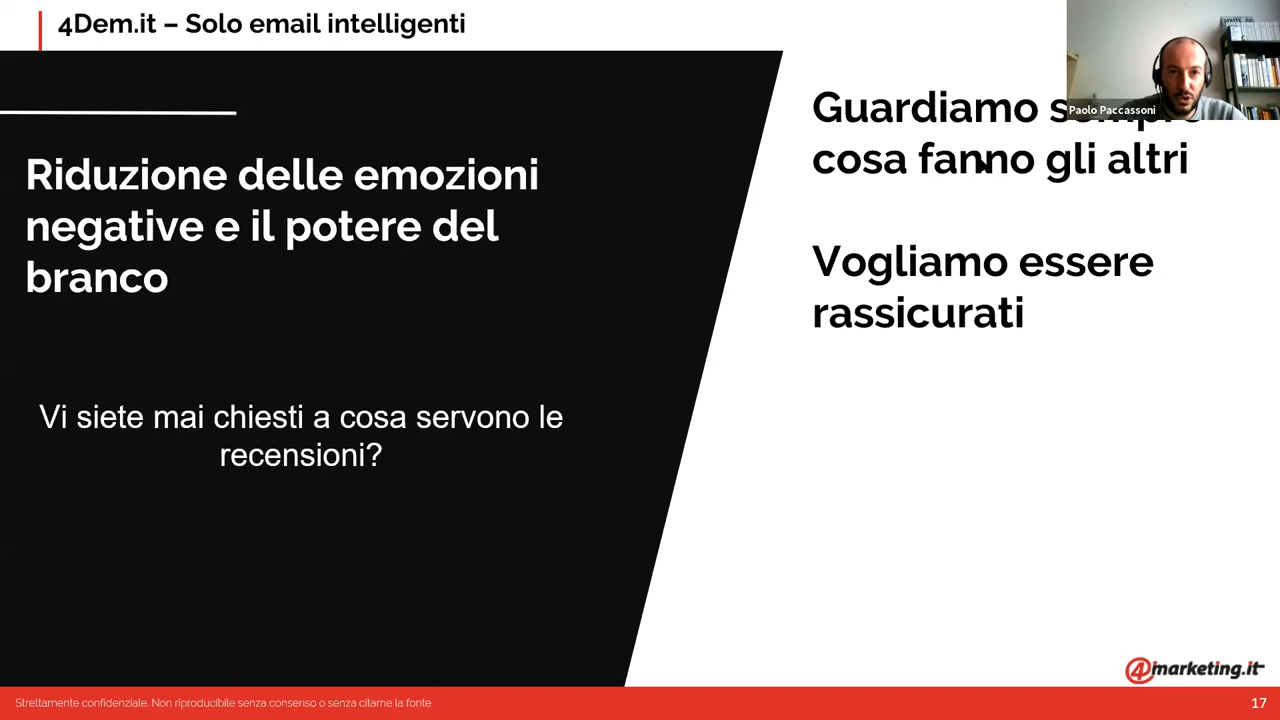 4Dem.it – Solo email intelligenti
Riduzione delle emozioni
negative e il potere del
branco
Vi siete mai chiesti a cosa servono le
recensioni?
Guardiamo sempre
cosa fanno gli altri
Vogliamo essere
rassicurati
Paolo Paccassoni
4marketing.it
Strettamente confidenziale. Non riproducibile senza consenso o senza citarne la fonte
17